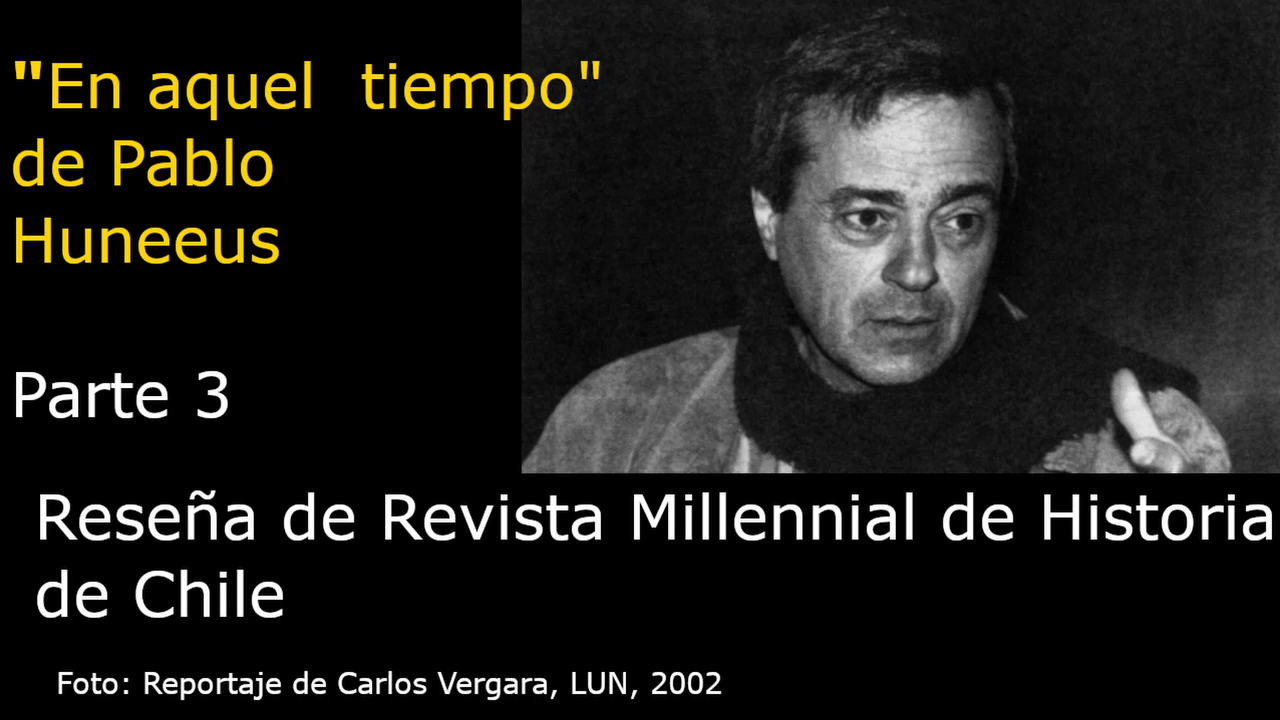 "En aquel  tiempo"
de Pablo
Huneeus
Parte 3
Reseña de Revista Millennial de Historia
de Chile
Foto: Reportaje de Carlos Vergara, LUN, 2002